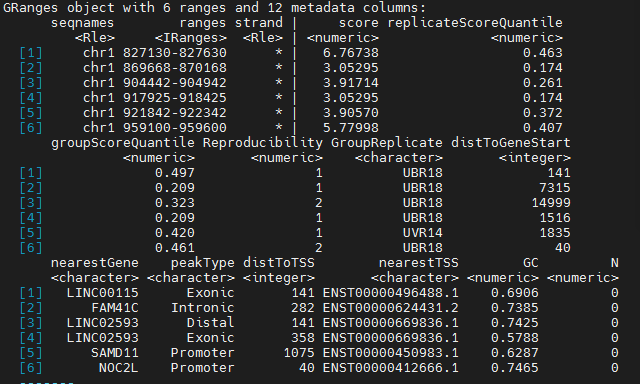 GRanges object with 6 ranges and 12 metadata columns:
seqnames ranges strand | score replicateScoreQuantile
<Rle> <IRanges> <Rle> | <numeric> <numeric>
[1] chr1 827130-827630 * | 6.76738 0.463
[2] chr1 869668-870168 * | 3.05295 0.174
[3] chr1 904442-904942 * | 3.91714 0.261
[4] chr1 917925-918425 * | 3.05295 0.174
[5] chr1 921842-922342 * | 3.90570 0.372
[6] chr1 959100-959600 * | 5.77998 0.407
groupScoreQuantile Reproducibility GroupReplicate distToGeneStart
<numeric> <numeric> <character> <integer>
[1] 0.497 1 UBR18 141
[2] 0.209 1 UBR18 7315
[3] 0.323 2 UBR18 14999
[4] 0.209 1 UBR18 1516
[5] 0.420 1 UVR14 1835
[6] 0.461 2 UBR18 40
nearestGene peakType distToTSS nearestTSS GC N
<character> <character> <integer> <character> <numeric> <numeric>
[1] LINC00115 Exonic 141 ENST00000496488.1 0.6906 0
[2] FAM41C Intronic 282 ENST00000624431.2 0.7385 0
[3] LINC02593 Distal 141 ENST00000669836.1 0.7425 0
[4] LINC02593 Exonic 358 ENST00000669836.1 0.5788 0
[5] SAMD11 Promoter 1075 ENST00000450983.1 0.6287 0
[6] NOC2L Promoter 40 ENST00000412666.1 0.7465 0
-------